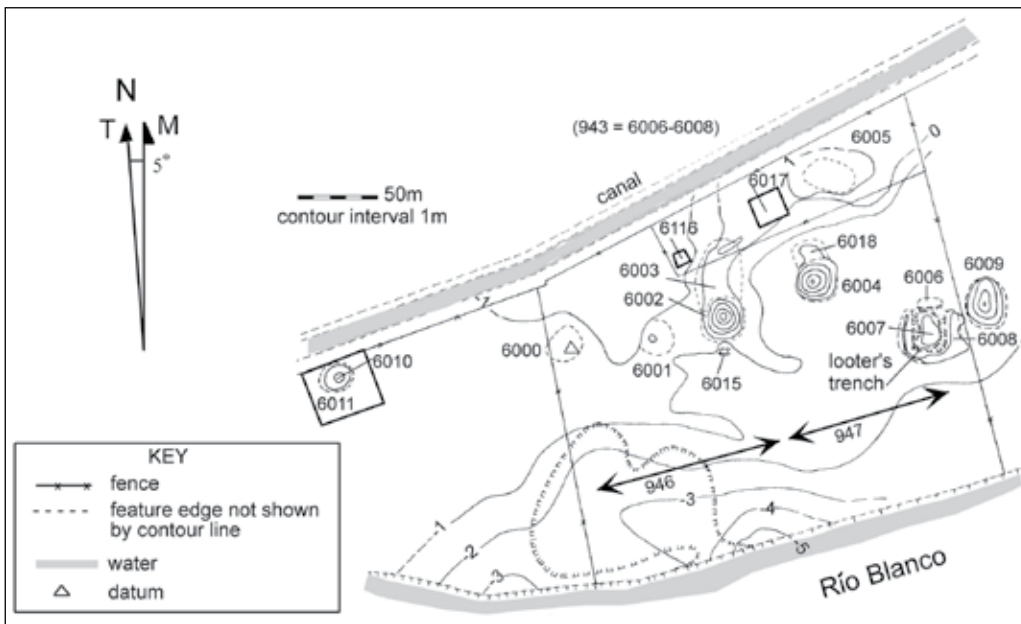 N
T M
5°
50m
contour interval 1m
(943 = 6006-6008)
canal
6005
0
1
6017
6116
6018
6003
6002
6004
6006
6009
6007
6008
looter's
trench
1
6000
6001
6015
6010
6011
947
946
-1
-2
-3
-3
-4
-5
Río Blanco
KEY
fence
feature edge not shown
by contour line
water
datum